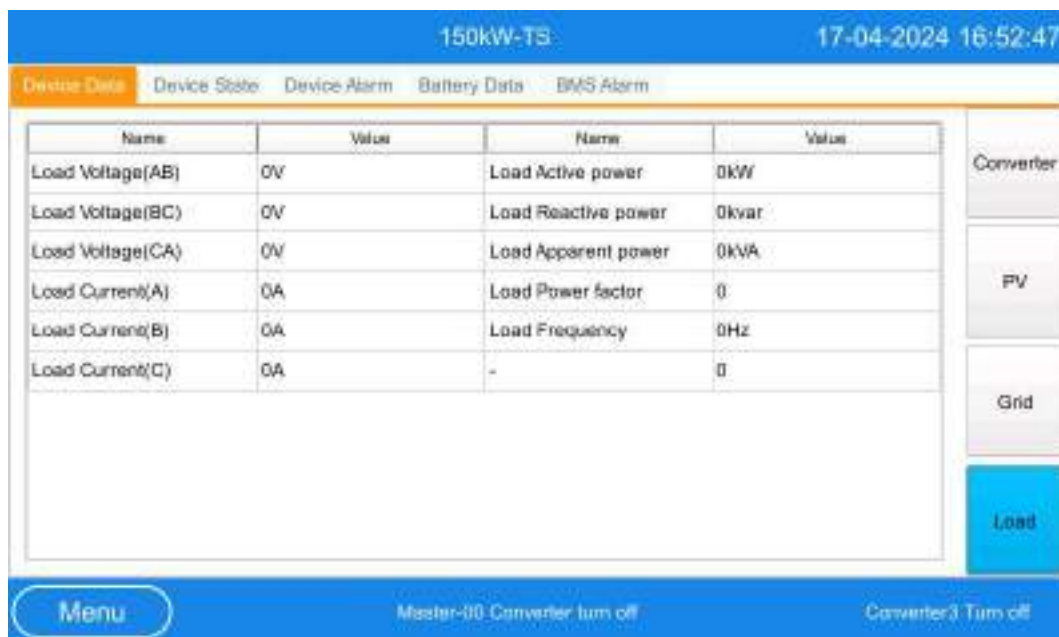 150kW-TS 17-04-2024 16:52:47
Device Data Device State Device Alarm Battery Data BMS Alarm
Name Value Name Value
Load Voltage(AB) 0V Load Active power 0kW
Load Voltage(BC) 0V Load Reactive power 0kvar
Load Voltage(CA) 0V Load Apparent power 0kVA
Load Current(A) 0A Load Power factor 0
Load Current(B) 0A Load Frequency 0Hz
Load Current(C) 0A - 0
Converter
PV
Grid
Load
Menu Master-00 Converter turn off Converter3 Turn off